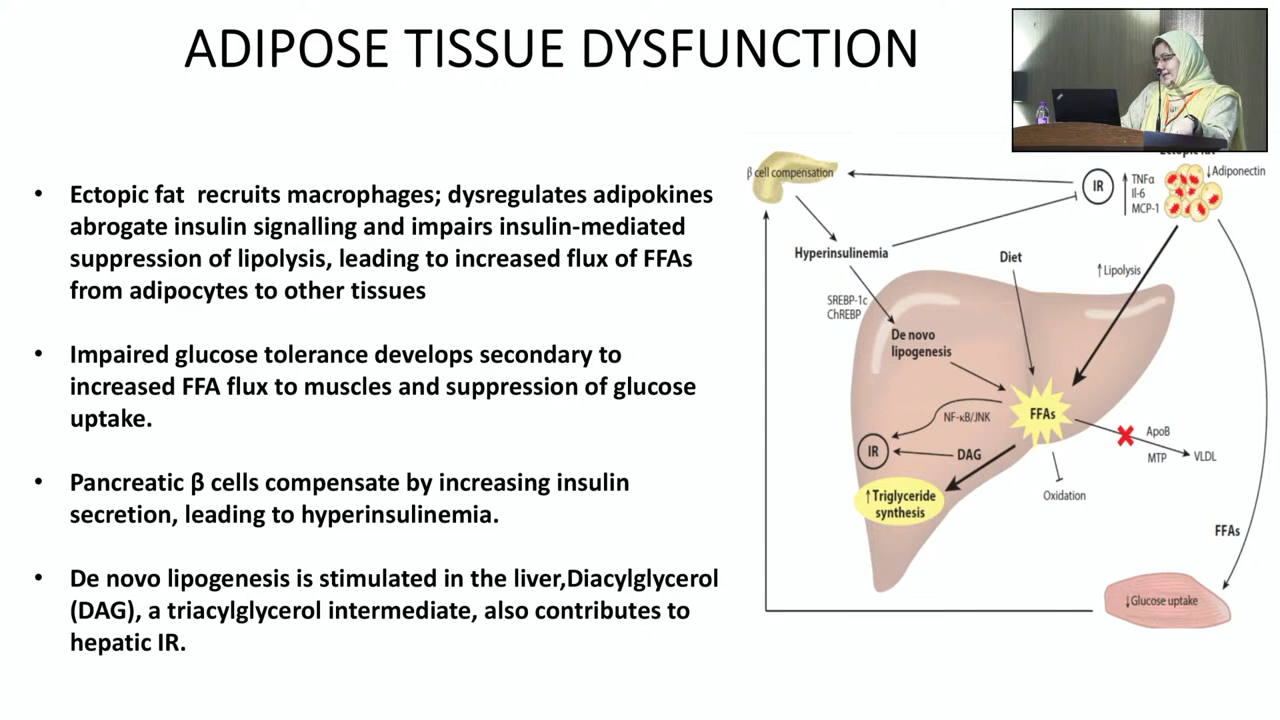 ADIPOSE TISSUE DYSFUNCTION
• Ectopic fat recruits macrophages; dysregulates adipokines
abrogate insulin signalling and impairs insulin-mediated
suppression of lipolysis, leading to increased flux of FFAs
from adipocytes to other tissues
• Impaired glucose tolerance develops secondary to
increased FFA flux to muscles and suppression of glucose
uptake.
• Pancreatic β cells compensate by increasing insulin
secretion, leading to hyperinsulinemia.
• De novo lipogenesis is stimulated in the liver,Diacylglycerol
(DAG), a triacylglycerol intermediate, also contributes to
hepatic IR.
Ectopic fat
β cell compensation
IR
↑ TNFα
Il-6
MCP-1
↓Adiponectin
Hyperinsulinemia
Diet
↑Lipolysis
SREBP-1c
ChREBP
De novo
lipogenesis
FFAs
NF-κB/JNK
ApoB
MTP
VLDL
IR
DAG
↑Triglyceride
synthesis
Oxidation
FFAs
↓Glucose uptake